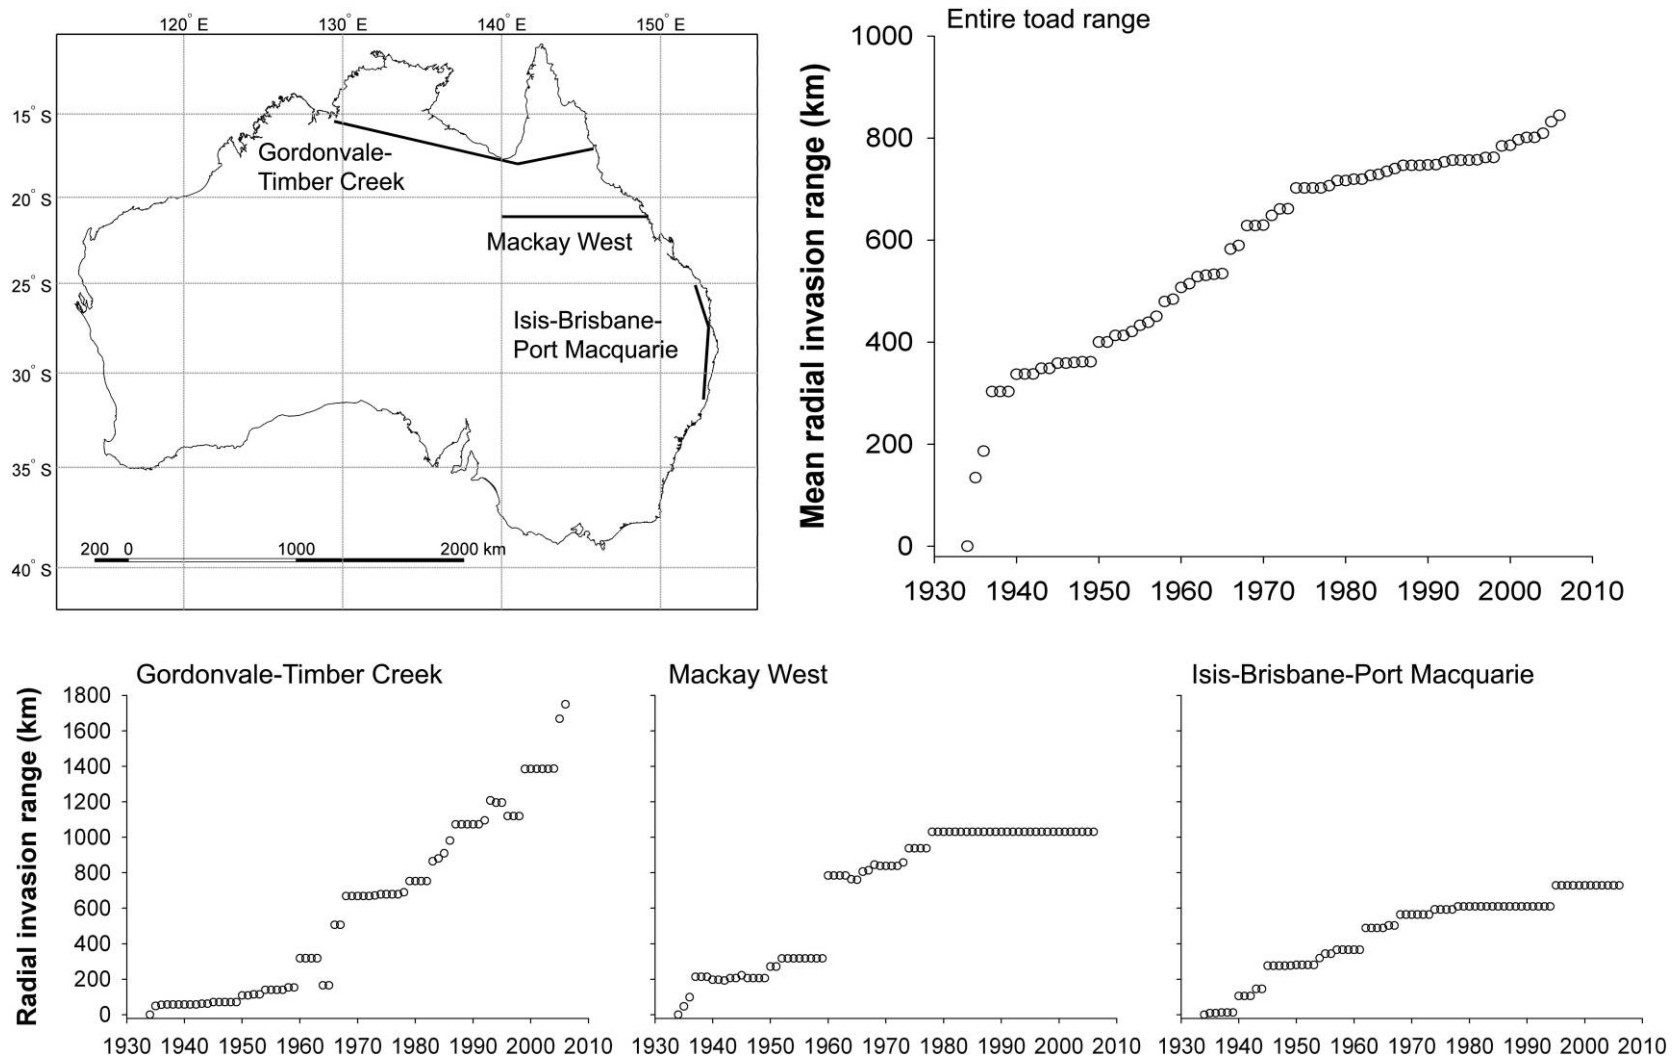 120° E 130° E 140° E 150° E
15° S
20° S
25° S
30° S
35° S
40° S
Gordonvale-
Timber Creek
Mackay West
Isis-Brisbane-
Port Macquarie
200 0 1000 2000 km
Entire toad range
Mean radial invasion range (km)
1000
800
600
400
200
0
1930 1940 1950 1960 1970 1980 1990 2000 2010
Gordonvale-Timber Creek
Radial invasion range (km)
1800
1600
1400
1200
1000
800
600
400
200
0
1930 1940 1950 1960 1970 1980 1990 2000 2010
Mackay West
1930 1940 1950 1960 1970 1980 1990 2000 2010
Isis-Brisbane-Port Macquarie
1930 1940 1950 1960 1970 1980 1990 2000 2010